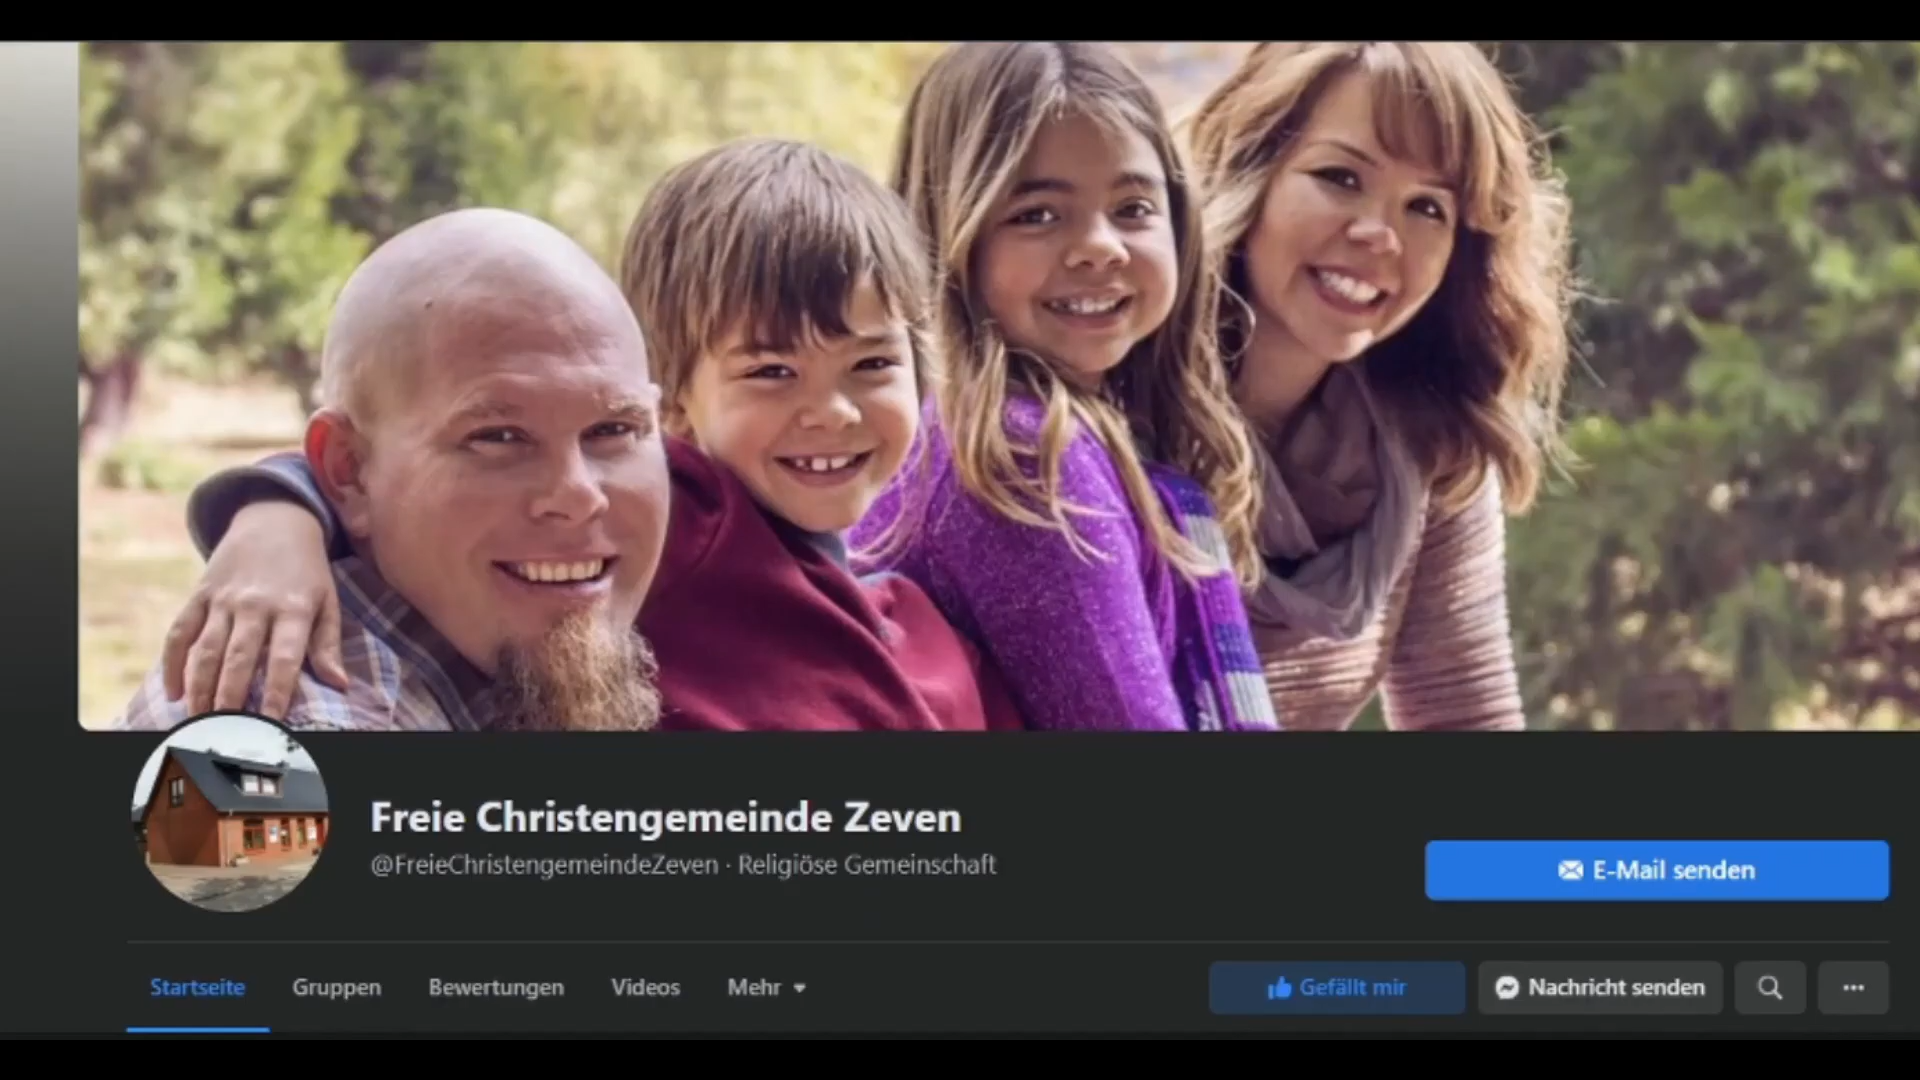 Freie Christengemeinde Zeven
@FreieChristengemeindeZeven · Religiöse Gemeinschaft
E-Mail senden
Startseite Gruppen Bewertungen Videos Mehr Gefällt mir Nachricht senden